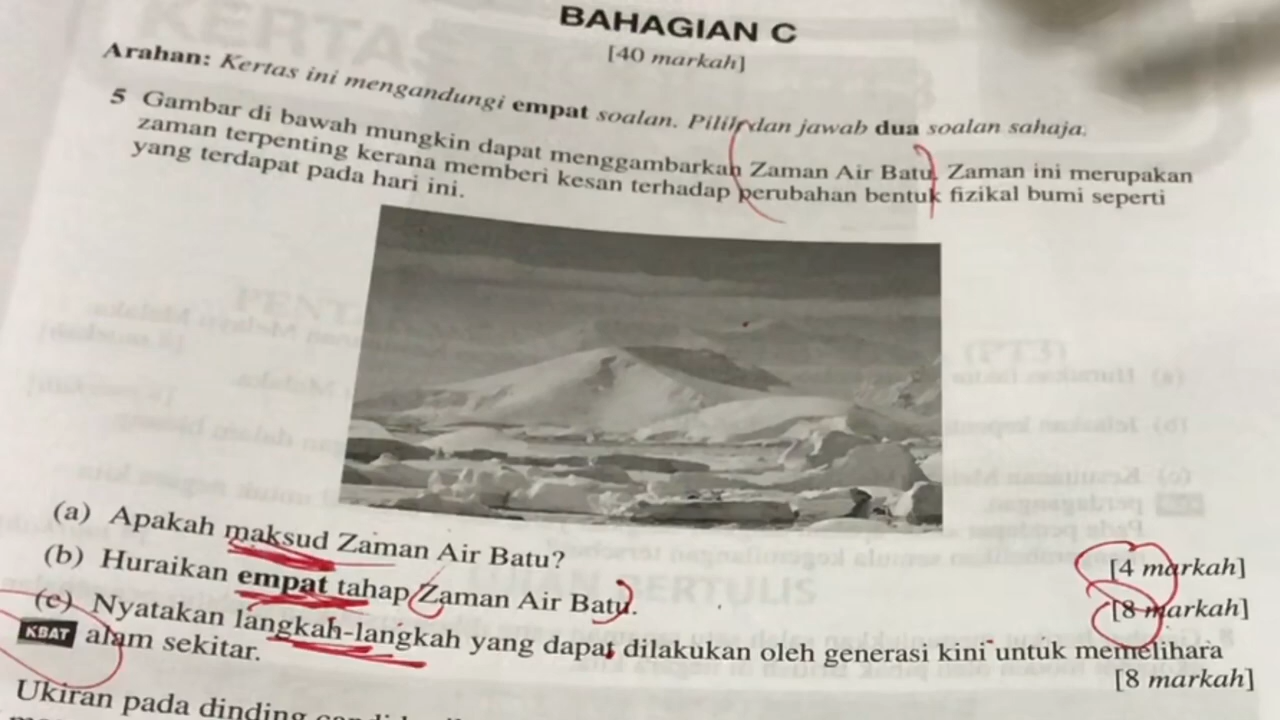 BAHAGIAN C
[40 markah]
Arahan: Kertas ini mengandungi empat soalan. Pilih dan jawab dua soalan sahaja.
5 Gambar di bawah mungkin dapat menggambarkan Zaman Air Batu. Zaman ini merupakan
zaman terpenting kerana memberi kesan terhadap perubahan bentuk fizikal bumi seperti
yang terdapat pada hari ini.
(a) Apakah maksud Zaman Air Batu? [4 markah]
(b) Huraikan empat tahap Zaman Air Batu. [8 markah]
(c) Nyatakan langkah-langkah yang dapat dilakukan oleh generasi kini untuk memelihara
KBAT alam sekitar. [8 markah]
Ukiran pada dinding